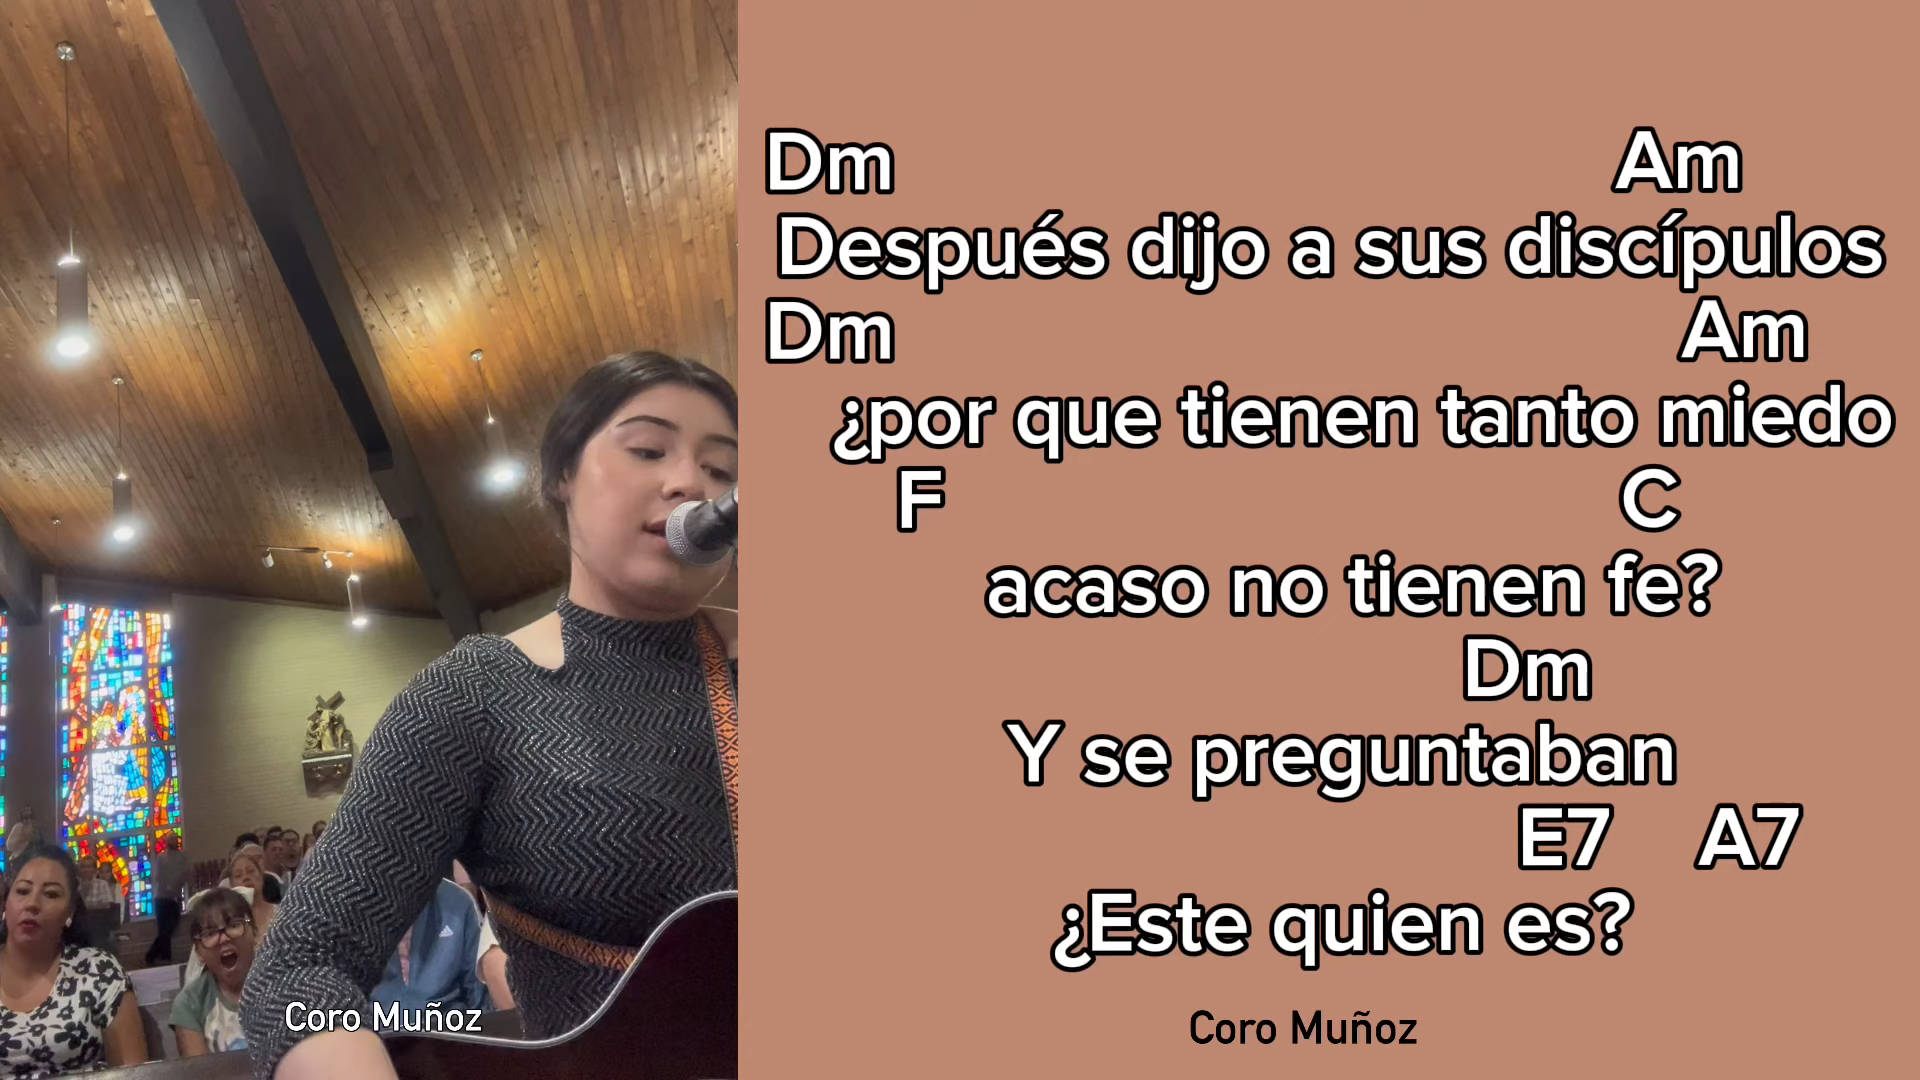 Dm Am
Después dijo a sus discípulos
Dm Am
¿por que tienen tanto miedo
F C
acaso no tienen fe?
Dm
Y se preguntaban
E7 A7
¿Este quien es?
Coro Muñoz
Coro Muñoz